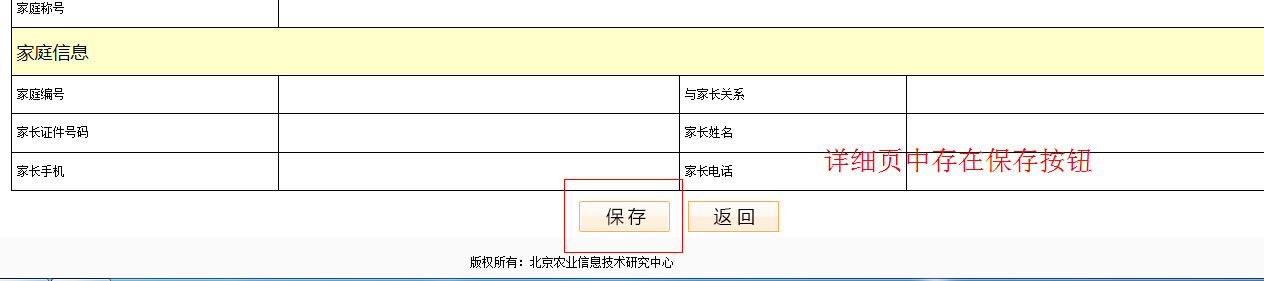 家庭称号
家庭信息
家庭编号 与家长关系
家长证件号码 家长姓名
详细页中存在保存按钮
家长手机 家长电话
保 存 返 回
版权所有：北京农业信息技术研究中心